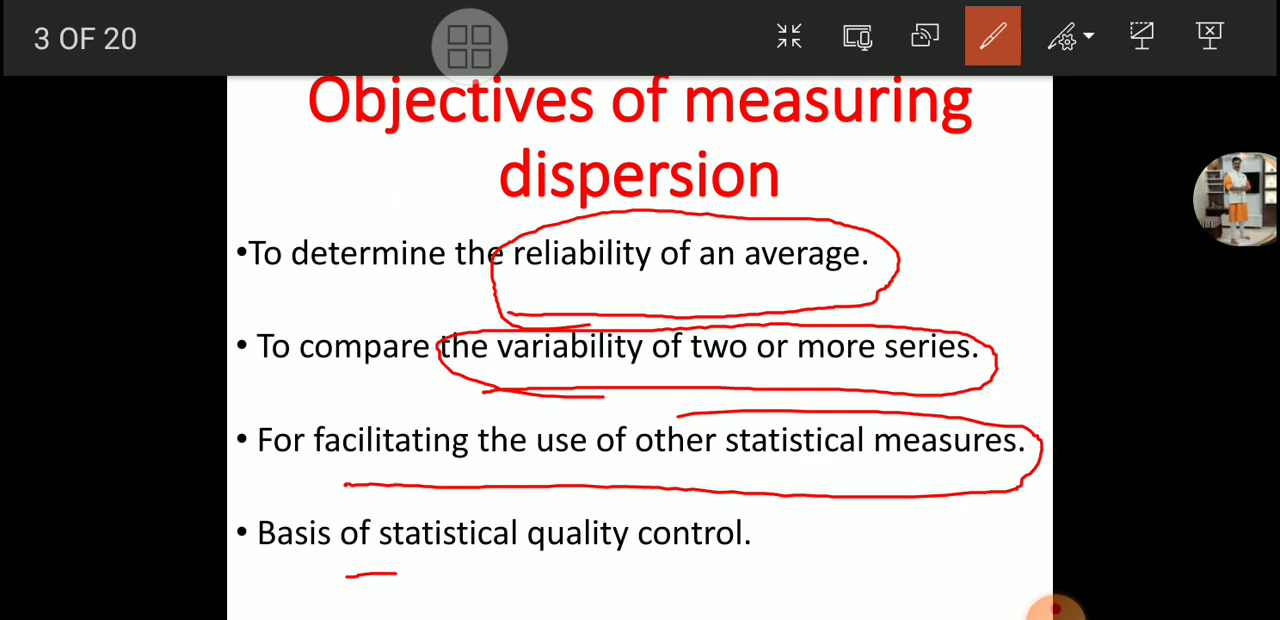 3 OF 20
Objectives of measuring
dispersion
•To determine the reliability of an average.
• To compare the variability of two or more series.
• For facilitating the use of other statistical measures.
• Basis of statistical quality control.